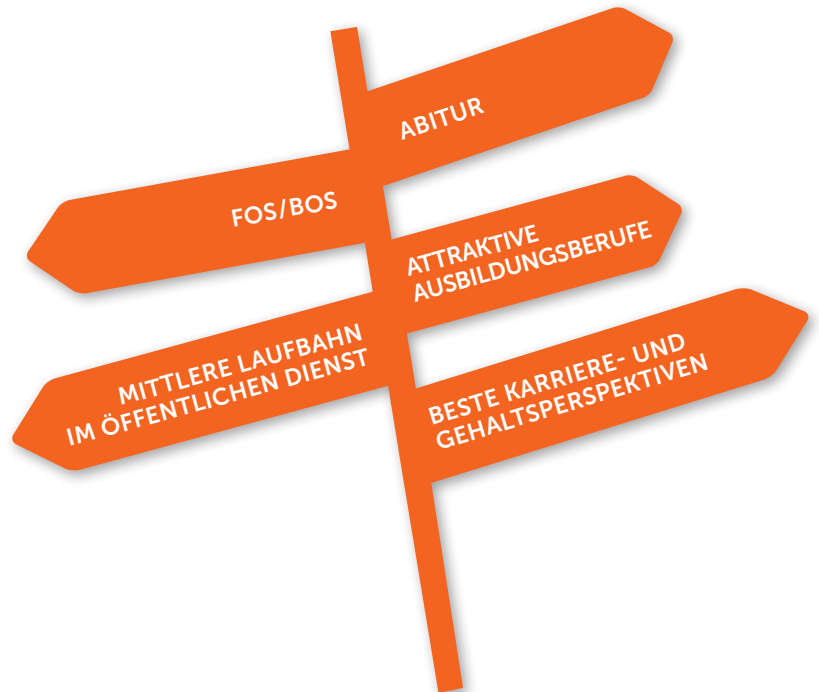 ABITUR
FOS/BOS
ATTRAKTIVE
AUSBILDUNGSBERUFE
MITTLERE LAUFBAHN
IM ÖFFENTLICHEN DIENST
BESTE KARRIERE- UND
GEHALTSPERSPEKTIVEN